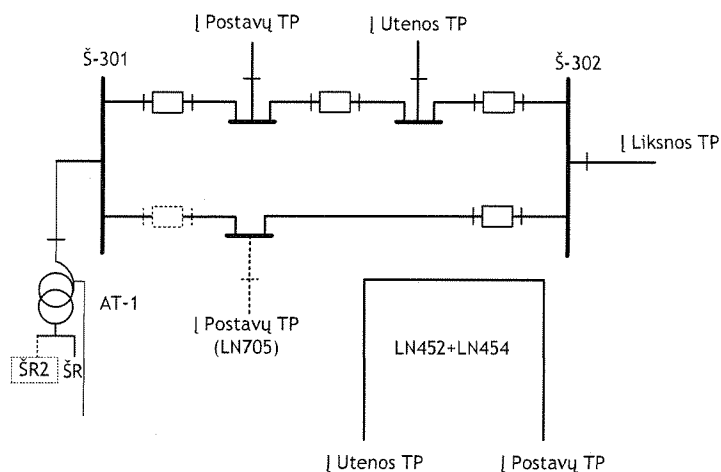 Į Postavų TP
Į Utenos TP
Š-301
Š-302
Į Liksnos TP
AT-1
Į Postavų TP
(LN705)
LN452+LN454
ŠR2
ŠR
Į Utenos TP
Į Postavų TP